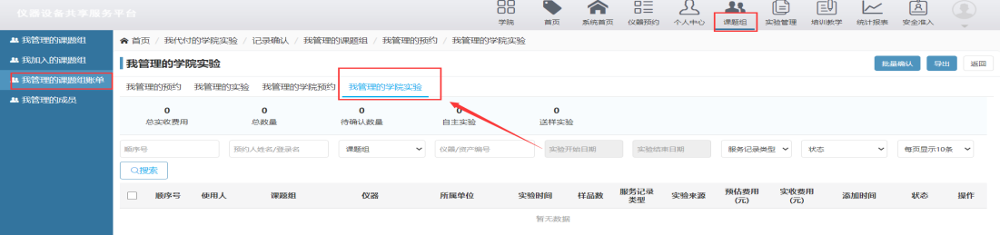 仪器设备共享服务平台
学院 首页 系统首页 仪器预约 个人中心 课题组 实验管理 培训教学 统计报表 安全准入
我管理的课题组
我加入的课题组
我管理的课题组账单
我管理的成员
首页 / 我代付的学院实验 / 记录确认 / 我管理的课题组 / 我管理的预约 / 我管理的学院实验
我管理的学院实验
批量确认 导出 返回
我管理的预约 我管理的实验 我管理的学院预约 我管理的学院实验
0 0 0 0 0
总实收费用 总数量 待确认数量 自主实验 送样实验
顺序号 预约人姓名/登录名 课题组 仪器/资产编号 实验开始日期 实验结束日期 服务记录类型 状态 每页显示10条
搜索
顺序号 使用人 课题组 仪器 所属单位 实验时间 样品数 服务记录类型 实验来源 预估费用(元) 实收费用(元) 添加时间 状态 操作
暂无数据